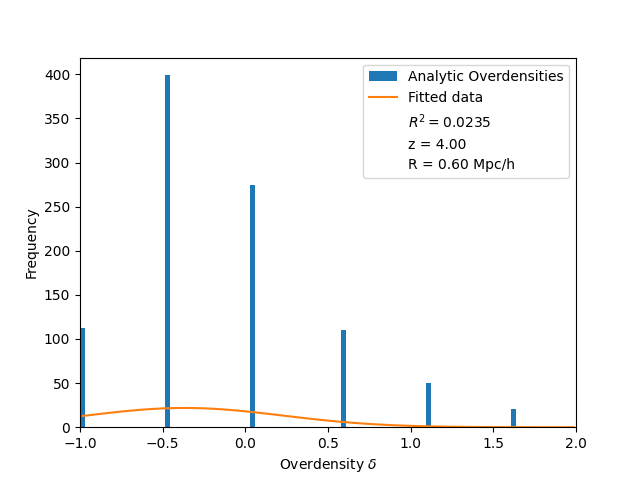 Analytic Overdensities
Fitted data
R² = 0.0235
z = 4.00
R = 0.60 Mpc/h
400
350
300
250
200
150
100
50
0
Frequency
−1.0 −0.5 0.0 0.5 1.0 1.5 2.0
Overdensity δ